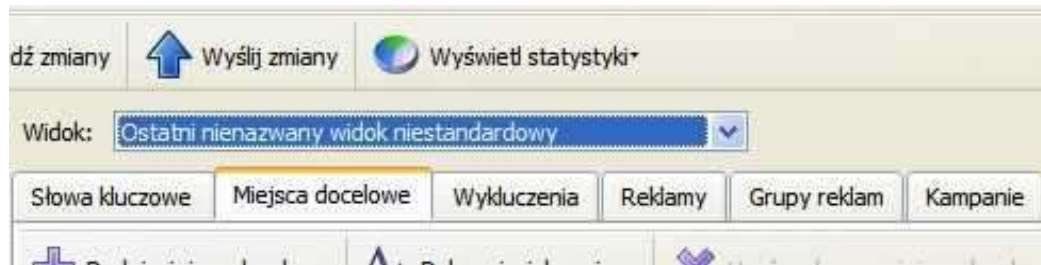 dź zmiany Wyślij zmiany Wyświetl statystyki
Widok: Ostatni nienazwany widok niestandardowy
Słowa kluczowe Miejsca docelowe Wykluczenia Reklamy Grupy reklam Kampanie